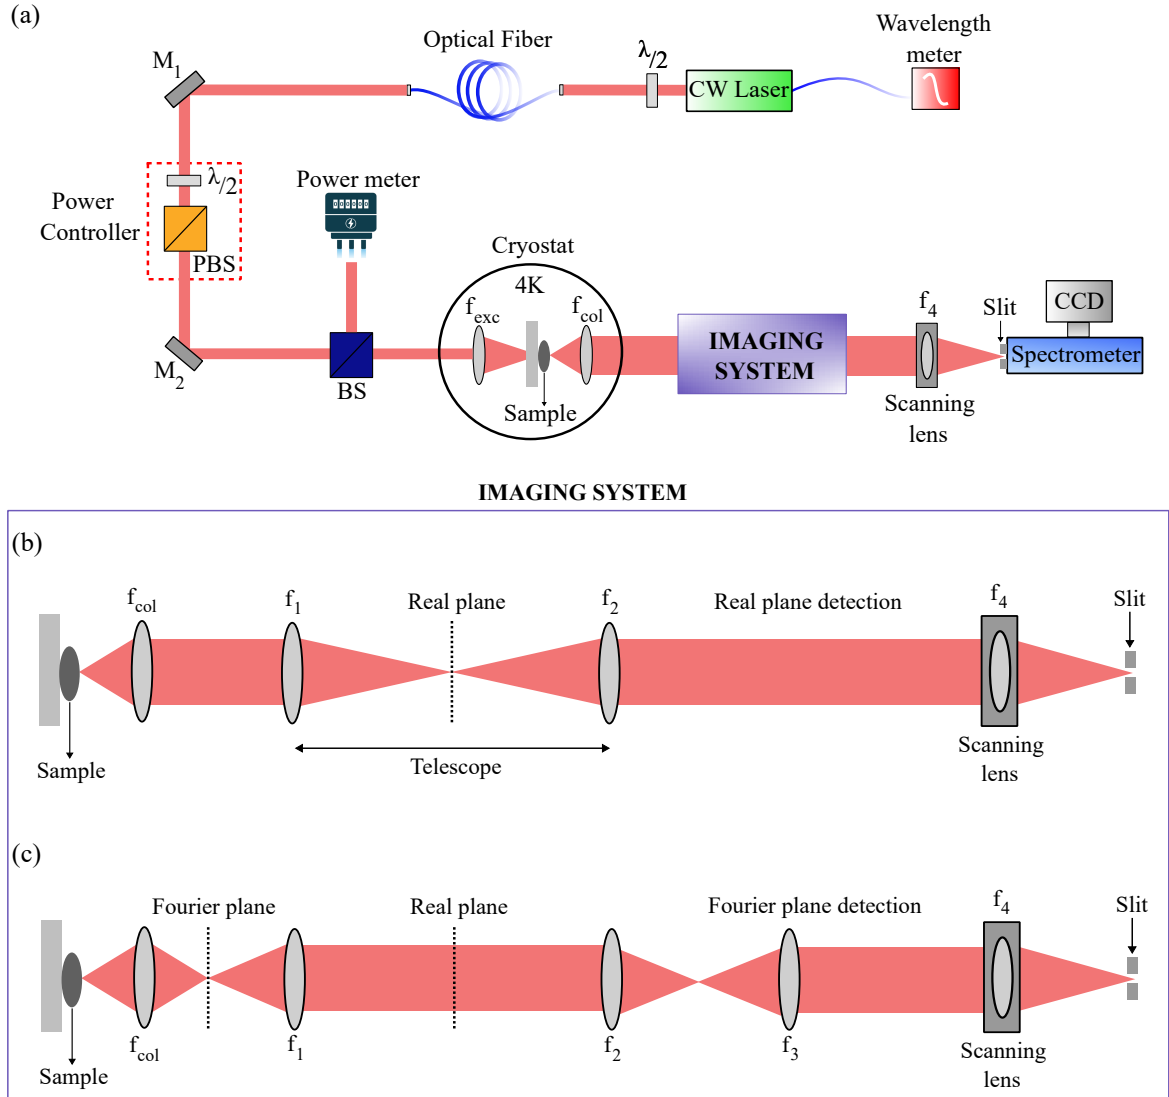 (a)
Wavelength
meter
Optical Fiber
λ/2
CW Laser
M1
λ/2
Power
Controller
PBS
Power meter
000000
Cryostat
4K
fexc
fcol
f4
Slit
CCD
IMAGING
SYSTEM
Spectrometer
M2
BS
Sample
Scanning
lens
IMAGING SYSTEM
(b)
fcol
f1
Real plane
f2
Real plane detection
f4
Slit
Sample
Telescope
Scanning
lens
(c)
Fourier plane
Real plane
Fourier plane detection
f4
Slit
fcol
f1
f2
f3
Sample
Scanning
lens